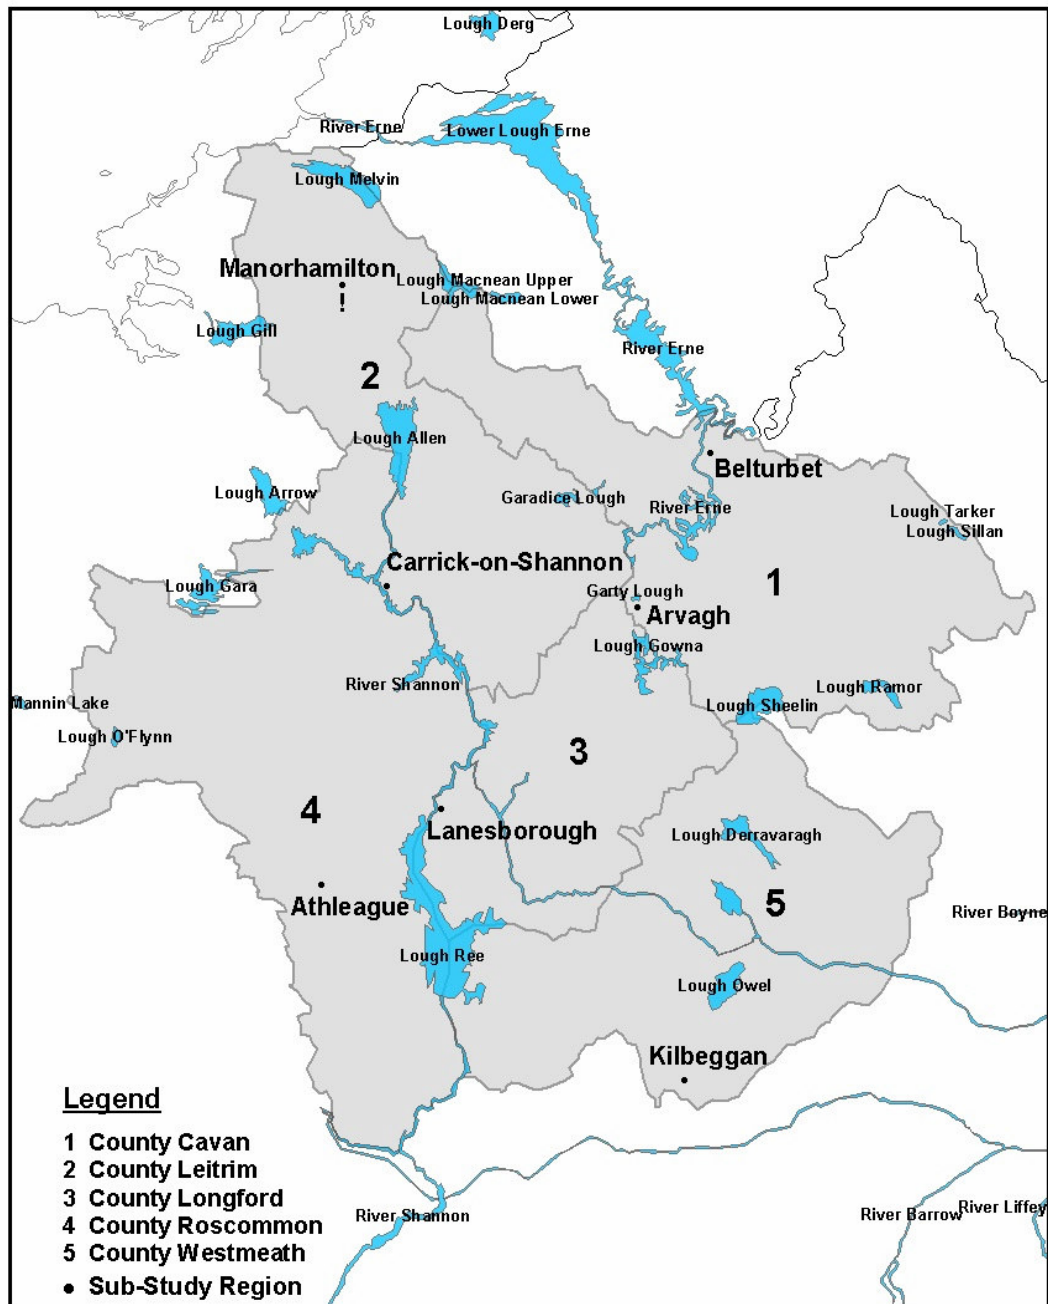 Lough Derg
River Erne
Lower Lough Erne
Lough Melvin
Manorhamilton
!
Lough Macnean Upper
Lough Macnean Lower
Lough Gill
River Erne
2
Lough Allen
Belturbet
Lough Arrow
Garadice Lough
River Erne
Lough Tarker
Lough Sillan
Carrick-on-Shannon
Lough Gara
1
Garty Lough
Arvagh
Lough Gowna
River Shannon
Lough Ramor
Mannin Lake
Lough Sheelin
Lough O'Flynn
3
4
Lanesborough
Lough Derravaragh
Athleague
5
River Boyne
Lough Ree
Lough Owel
Kilbeggan
Legend
1 County Cavan
2 County Leitrim
3 County Longford
4 County Roscommon
5 County Westmeath
• Sub-Study Region
River Shannon
River Barrow
River Liffey